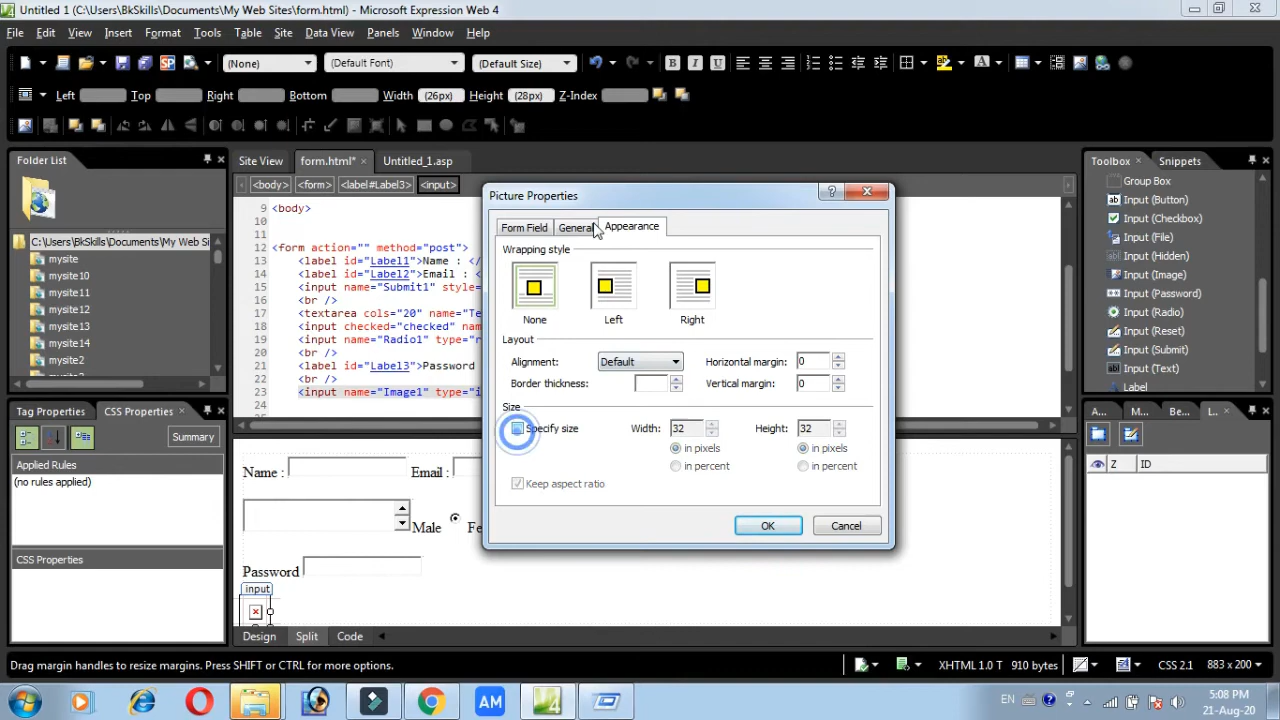 Untitled 1 (C:\Users\BkSkills\Documents\My Web Sites\form.html) - Microsoft Expression Web 4
File Edit View Insert Format Tools Table Site Data View Panels Window Help
(None) (Default Font) (Default Size) B I U A
Left Top Right Bottom Width (26px) Height (28px) Z-Index
Folder List
C:\Users\BkSkills\Documents\My Web Si
mysite
mysite10
mysite11
mysite12
mysite13
mysite14
mysite2
Tag Properties CSS Properties
Summary
Applied Rules
(no rules applied)
CSS Properties
Site View form.html* Untitled_1.asp
<body> <form> <label#Label3> <input>
9 <body>
10
11
12 <form action="" method="post">
13 <label id="Label1">Name : </
14 <label id="Label2">Email : </
15 <input name="Submit1" style=
16 <br />
17 <textarea cols="20" name="Te
18 <input checked="checked" name
19 <input name="Radio1" type="r
20 <br />
21 <label id="Label3">Password
22 <br />
23 <input name="Image1" type="i
24
Name : Email :
Male Fe
Password
input
Design Split Code
Picture Properties
Form Field General Appearance
Wrapping style
None Left Right
Layout
Alignment: Default Horizontal margin: 0
Border thickness: Vertical margin: 0
Size
Specify size Width: 32 Height: 32
in pixels in pixels
in percent in percent
Keep aspect ratio
OK Cancel
Toolbox Snippets
Group Box
Input (Button)
Input (Checkbox)
Input (File)
Input (Hidden)
Input (Image)
Input (Password)
Input (Radio)
Input (Reset)
Input (Submit)
Input (Text)
Label
A... M... Be... L...
Z ID
Drag margin handles to resize margins. Press SHIFT or CTRL for more options. XHTML 1.0 T 910 bytes CSS 2.1 883 x 200
AM EN 5:08 PM
21-Aug-20